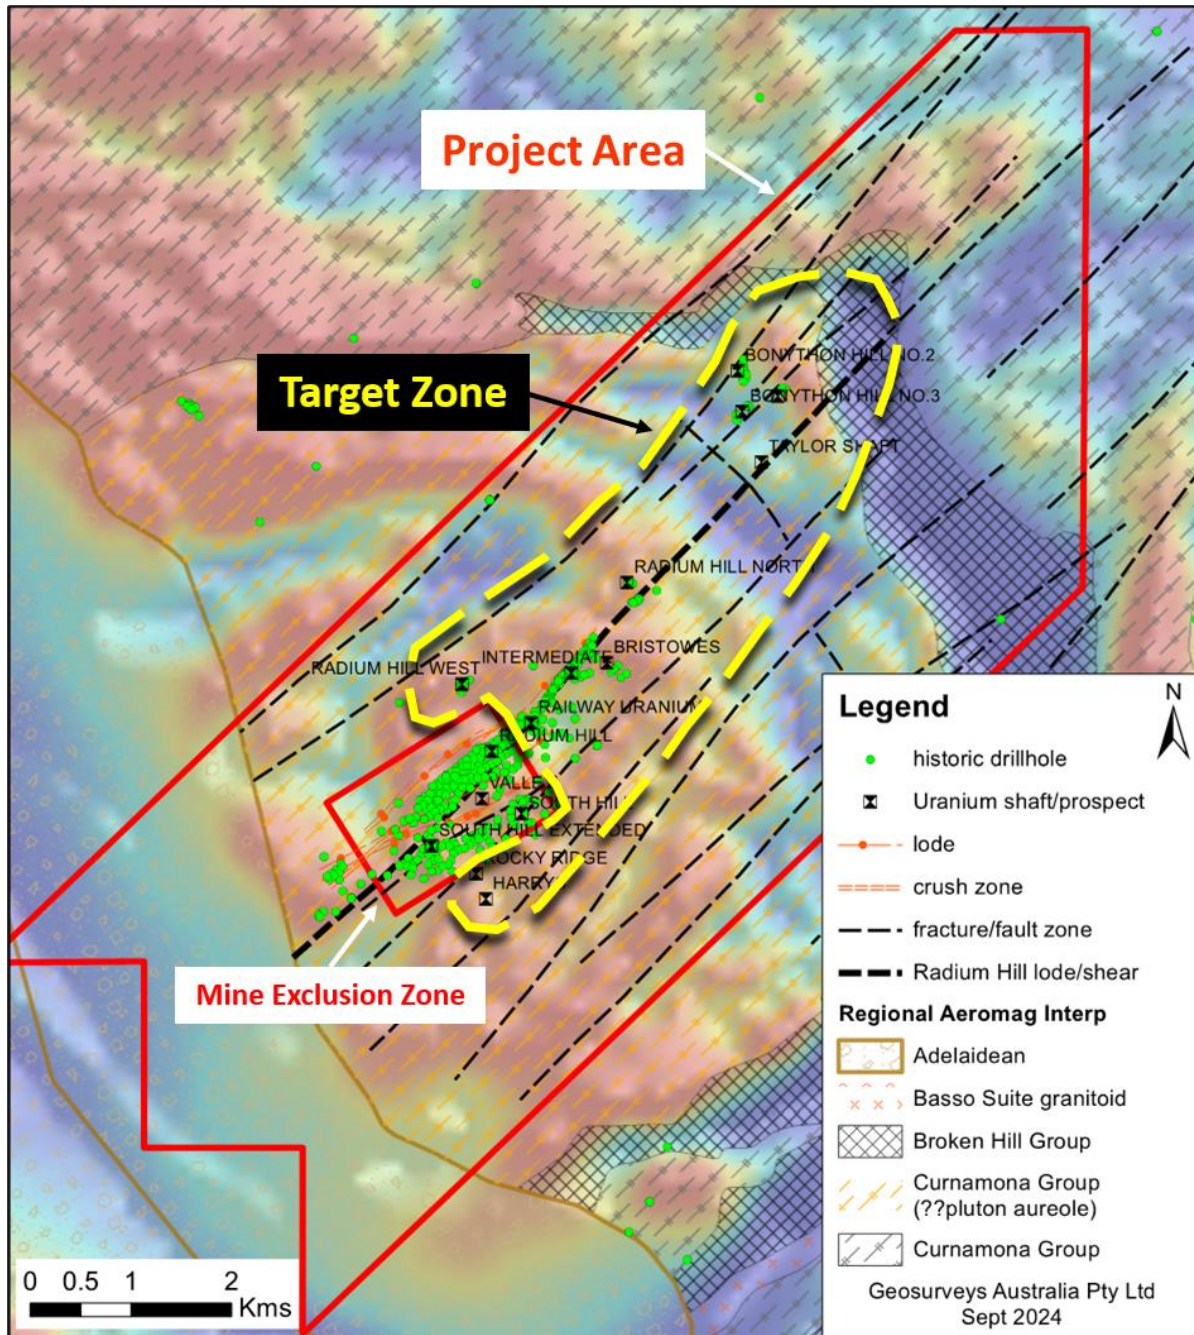 Project Area
Target Zone
BONYTHON HILL NO.2
BONYTHON HILL NO.3
TAYLOR SHAFT
RADIUM HILL NORTH
BRISTOWES
INTERMEDIATE
RADIUM HILL WEST
RAILWAY URANIUM
RADIUM HILL
VALLEY
SOUTH HILL
SOUTH HILL EXTENDED
ROCKY RIDGE
Mine Exclusion Zone
Legend
N
historic drillhole
Uranium shaft/prospect
lode
crush zone
fracture/fault zone
Radium Hill lode/shear
Regional Aeromag Interp
Adelaidean
Basso Suite granitoid
Broken Hill Group
Curnamona Group
(??pluton aureole)
Curnamona Group
Geosurveys Australia Pty Ltd
Sept 2024
0 0.5 1 2
Kms